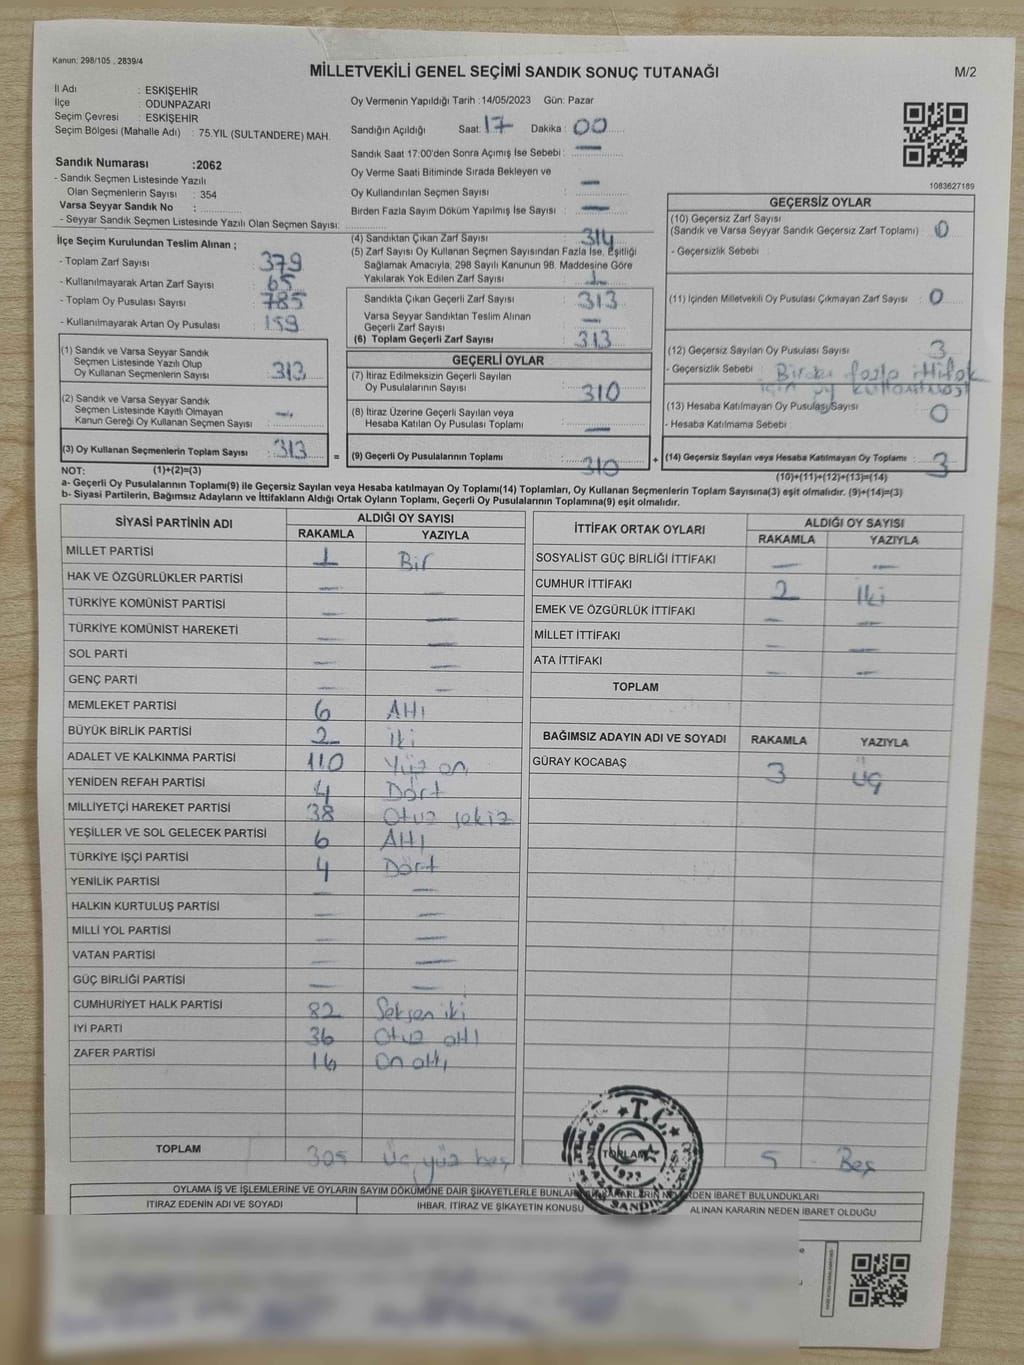 Kanun: 298/105 , 2839/4
MİLLETVEKİLİ GENEL SEÇİMİ SANDIK SONUÇ TUTANAĞI
M/2
İl Adı : ESKİŞEHİR
İlçe : ODUNPAZARI
Seçim Çevresi : ESKİŞEHİR
Seçim Bölgesi (Mahalle Adı) : 75.YIL (SULTANDERE) MAH.
Sandık Numarası :2062
- Sandık Seçmen Listesinde Yazılı
Olan Seçmenlerin Sayısı : 354
Varsa Seyyar Sandık No :
- Seyyar Sandık Seçmen Listesinde Yazılı Olan Seçmen Sayısı:
Oy Vermenin Yapıldığı Tarih :14/05/2023 Gün: Pazar
Sandığın Açıldığı Saat: 17 Dakika : 00
Sandık Saat 17:00'den Sonra Açımış İse Sebebi : —
Oy Verme Saati Bitiminde Sırada Bekleyen ve
Oy Kullandırılan Seçmen Sayısı : —
Birden Fazla Sayım Döküm Yapılmış İse Sayısı : —
1083627189
İlçe Seçim Kurulundan Teslim Alınan ;
- Toplam Zarf Sayısı : 379
- Kullanılmayarak Artan Zarf Sayısı : 65
- Toplam Oy Pusulası Sayısı : 785
- Kullanılmayarak Artan Oy Pusulası : 159
(1) Sandık ve Varsa Seyyar Sandık
Seçmen Listesinde Yazılı Olup
Oy Kullanan Seçmenlerin Sayısı : 313
(2) Sandık ve Varsa Seyyar Sandık
Seçmen Listesinde Kayıtlı Olmayan
Kanun Gereği Oy Kullanan Seçmen Sayısı : —
(3) Oy Kullanan Seçmenlerin Toplam Sayısı : 313 =
(4) Sandıktan Çıkan Zarf Sayısı : 314
(5) Zarf Sayısı Oy Kullanan Seçmen Sayısından Fazla İse, Eşitliği
Sağlamak Amacıyla, 298 Sayılı Kanunun 98. Maddesine Göre
Yakılarak Yok Edilen Zarf Sayısı : 1
Sandıkta Çıkan Geçerli Zarf Sayısı : 313
Varsa Seyyar Sandıktan Teslim Alınan
Geçerli Zarf Sayısı : —
(6) Toplam Geçerli Zarf Sayısı : 313
GEÇERLİ OYLAR
(7) İtiraz Edilmeksizin Geçerli Sayılan
Oy Pusulalarının Sayısı : 310
(8) İtiraz Üzerine Geçerli Sayılan veya
Hesaba Katılan Oy Pusulası Toplamı : —
(9) Geçerli Oy Pusulalarının Toplamı : 310 +
GEÇERSİZ OYLAR
(10) Geçersiz Zarf Sayısı
(Sandık ve Varsa Seyyar Sandık Geçersiz Zarf Toplamı) : 0
- Geçersizlik Sebebi :
(11) İçinden Milletvekili Oy Pusulası Çıkmayan Zarf Sayısı : 0
(12) Geçersiz Sayılan Oy Pusulası Sayısı : 3
- Geçersizlik Sebebi : Birden fazla ittifak
için oy kullanılması
(13) Hesaba Katılmayan Oy Pusulası Sayısı : 0
- Hesaba Katılmama Sebebi :
(14) Geçersiz Sayılan veya Hesaba Katılmayan Oy Toplamı : 3
NOT: (1)+(2)=(3)
(10)+(11)+(12)+(13)=(14)
a- Geçerli Oy Pusulalarının Toplamı(9) ile Geçersiz Sayılan veya Hesaba katılmayan Oy Toplamı(14) Toplamları, Oy Kullanan Seçmenlerin Toplam Sayısına(3) eşit olmalıdır. (9)+(14)=(3)
b- Siyasi Partilerin, Bağımsız Adayların ve İttifakların Aldığı Ortak Oyların Toplamı, Geçerli Oy Pusulalarının Toplamına(9) eşit olmalıdır.
SİYASİ PARTİNİN ADI
ALDIĞI OY SAYISI
RAKAMLA YAZIYLA
MİLLET PARTİSİ 1 Bir
HAK VE ÖZGÜRLÜKLER PARTİSİ — —
TÜRKİYE KOMÜNİST PARTİSİ — —
TÜRKİYE KOMÜNİST HAREKETİ — —
SOL PARTİ — —
GENÇ PARTİ — —
MEMLEKET PARTİSİ 6 Altı
BÜYÜK BİRLİK PARTİSİ 2 İki
ADALET VE KALKINMA PARTİSİ 110 Yüz on
YENİDEN REFAH PARTİSİ 4 Dört
MİLLİYETÇİ HAREKET PARTİSİ 38 Otuz sekiz
YEŞİLLER VE SOL GELECEK PARTİSİ 6 Altı
TÜRKİYE İŞÇİ PARTİSİ 4 Dört
YENİLİK PARTİSİ — —
HALKIN KURTULUŞ PARTİSİ — —
MİLLİ YOL PARTİSİ — —
VATAN PARTİSİ — —
GÜÇ BİRLİĞİ PARTİSİ — —
CUMHURİYET HALK PARTİSİ 82 Seksen iki
İYİ PARTİ 36 Otuz altı
ZAFER PARTİSİ 16 On altı
TOPLAM 305 Üç yüz beş
İTTİFAK ORTAK OYLARI
ALDIĞI OY SAYISI
RAKAMLA YAZIYLA
SOSYALİST GÜÇ BİRLİĞİ İTTİFAKI — —
CUMHUR İTTİFAKI 2 İki
EMEK VE ÖZGÜRLÜK İTTİFAKI — —
MİLLET İTTİFAKI — —
ATA İTTİFAKI — —
TOPLAM
BAĞIMSIZ ADAYIN ADI VE SOYADI RAKAMLA YAZIYLA
GÜRAY KOCABAŞ 3 Üç
TOPLAM 5 Beş
T.C.
OYLAMA İŞ VE İŞLEMLERİNE VE OYLARIN SAYIM DÖKÜMÜNE DAİR ŞİKAYETLERLE BUNLAR KARARLARIN NEDEN İBARET BULUNDUKLARI
İTİRAZ EDENİN ADI VE SOYADI
İHBAR, İTİRAZ VE ŞİKAYETİN KONUSU
ALINAN KARARIN NEDEN İBARET OLDUĞU